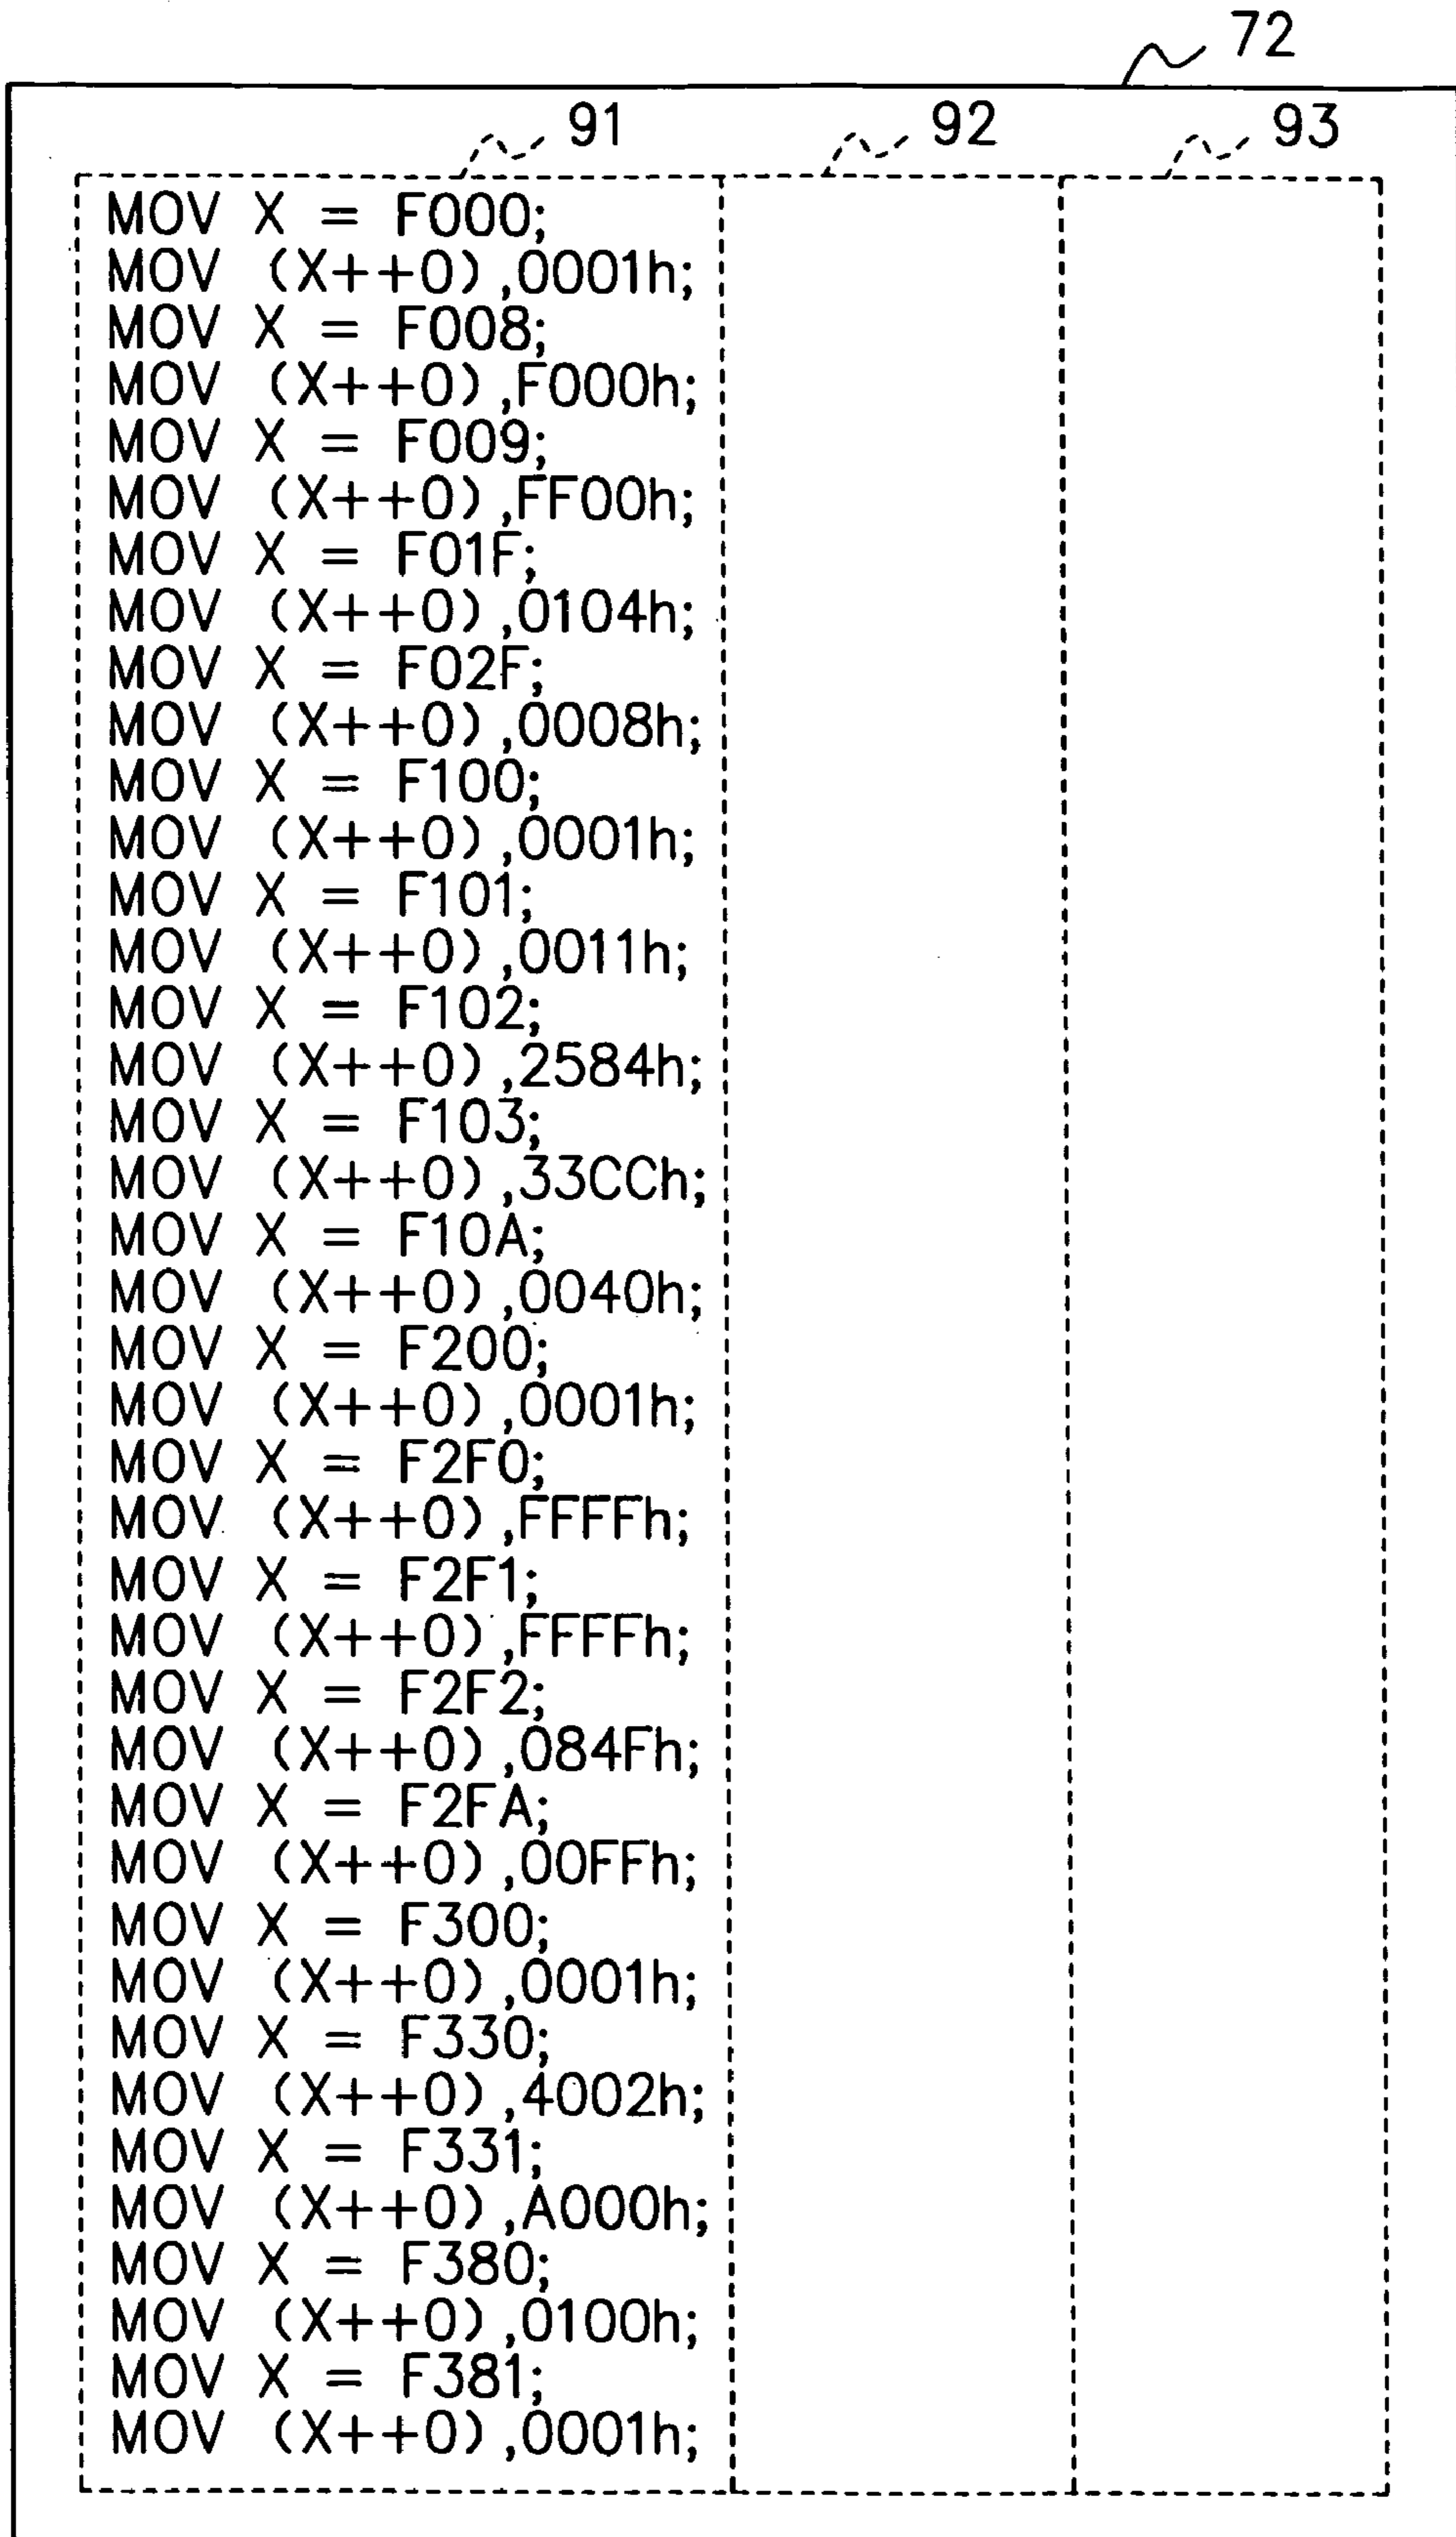 72
91 92 93
MOV X = F000;
MOV (X++0),0001h;
MOV X = F008;
MOV (X++0),F000h;
MOV X = F009;
MOV (X++0),FF00h;
MOV X = F01F;
MOV (X++0),0104h;
MOV X = F02F;
MOV (X++0),0008h;
MOV X = F100;
MOV (X++0),0001h;
MOV X = F101;
MOV (X++0),0011h;
MOV X = F102;
MOV (X++0),2584h;
MOV X = F103;
MOV (X++0),33CCh;
MOV X = F10A;
MOV (X++0),0040h;
MOV X = F200;
MOV (X++0),0001h;
MOV X = F2F0;
MOV (X++0),FFFFh;
MOV X = F2F1;
MOV (X++0),FFFFh;
MOV X = F2F2;
MOV (X++0),084Fh;
MOV X = F2FA;
MOV (X++0),00FFh;
MOV X = F300;
MOV (X++0),0001h;
MOV X = F330;
MOV (X++0),4002h;
MOV X = F331;
MOV (X++0),A000h;
MOV X = F380;
MOV (X++0),0100h;
MOV X = F381;
MOV (X++0),0001h;